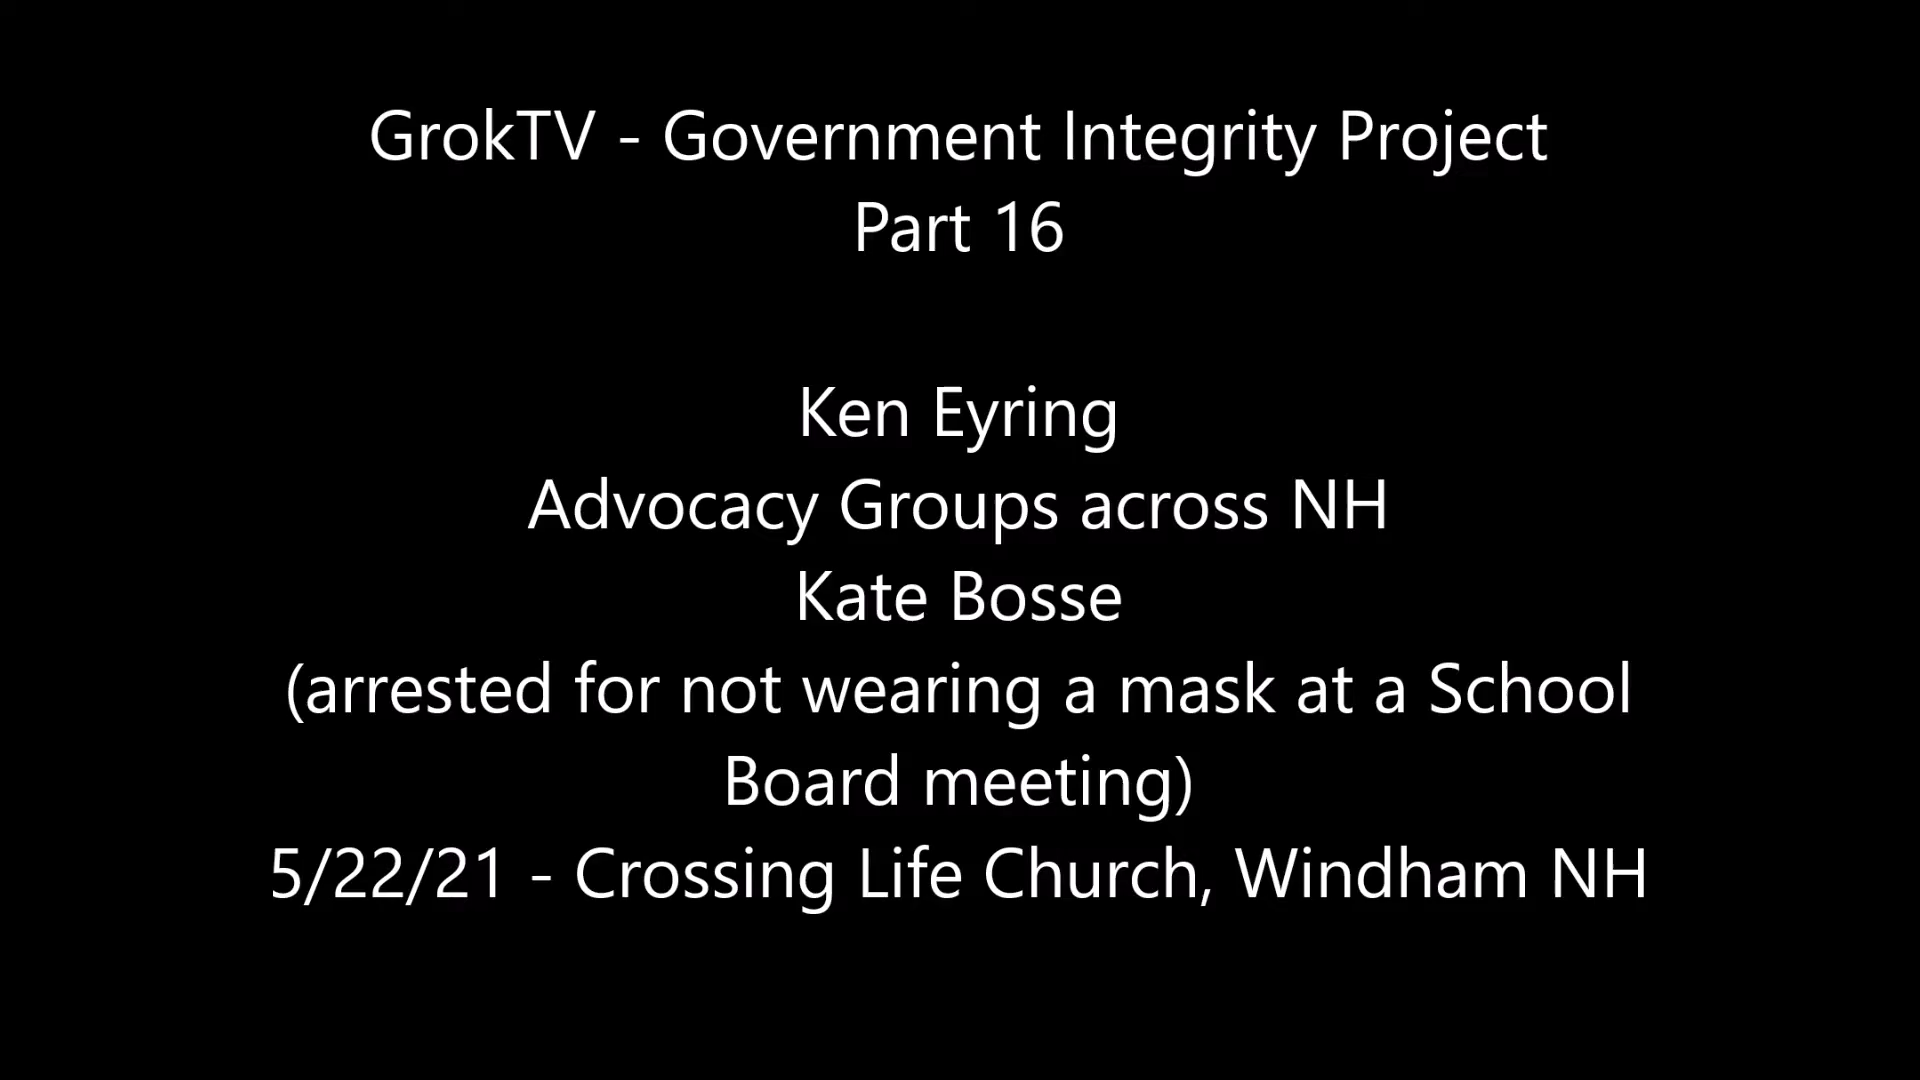 GrokTV - Government Integrity Project
Part 16
Ken Eyring
Advocacy Groups across NH
Kate Bosse
(arrested for not wearing a mask at a School
Board meeting)
5/22/21 - Crossing Life Church, Windham NH